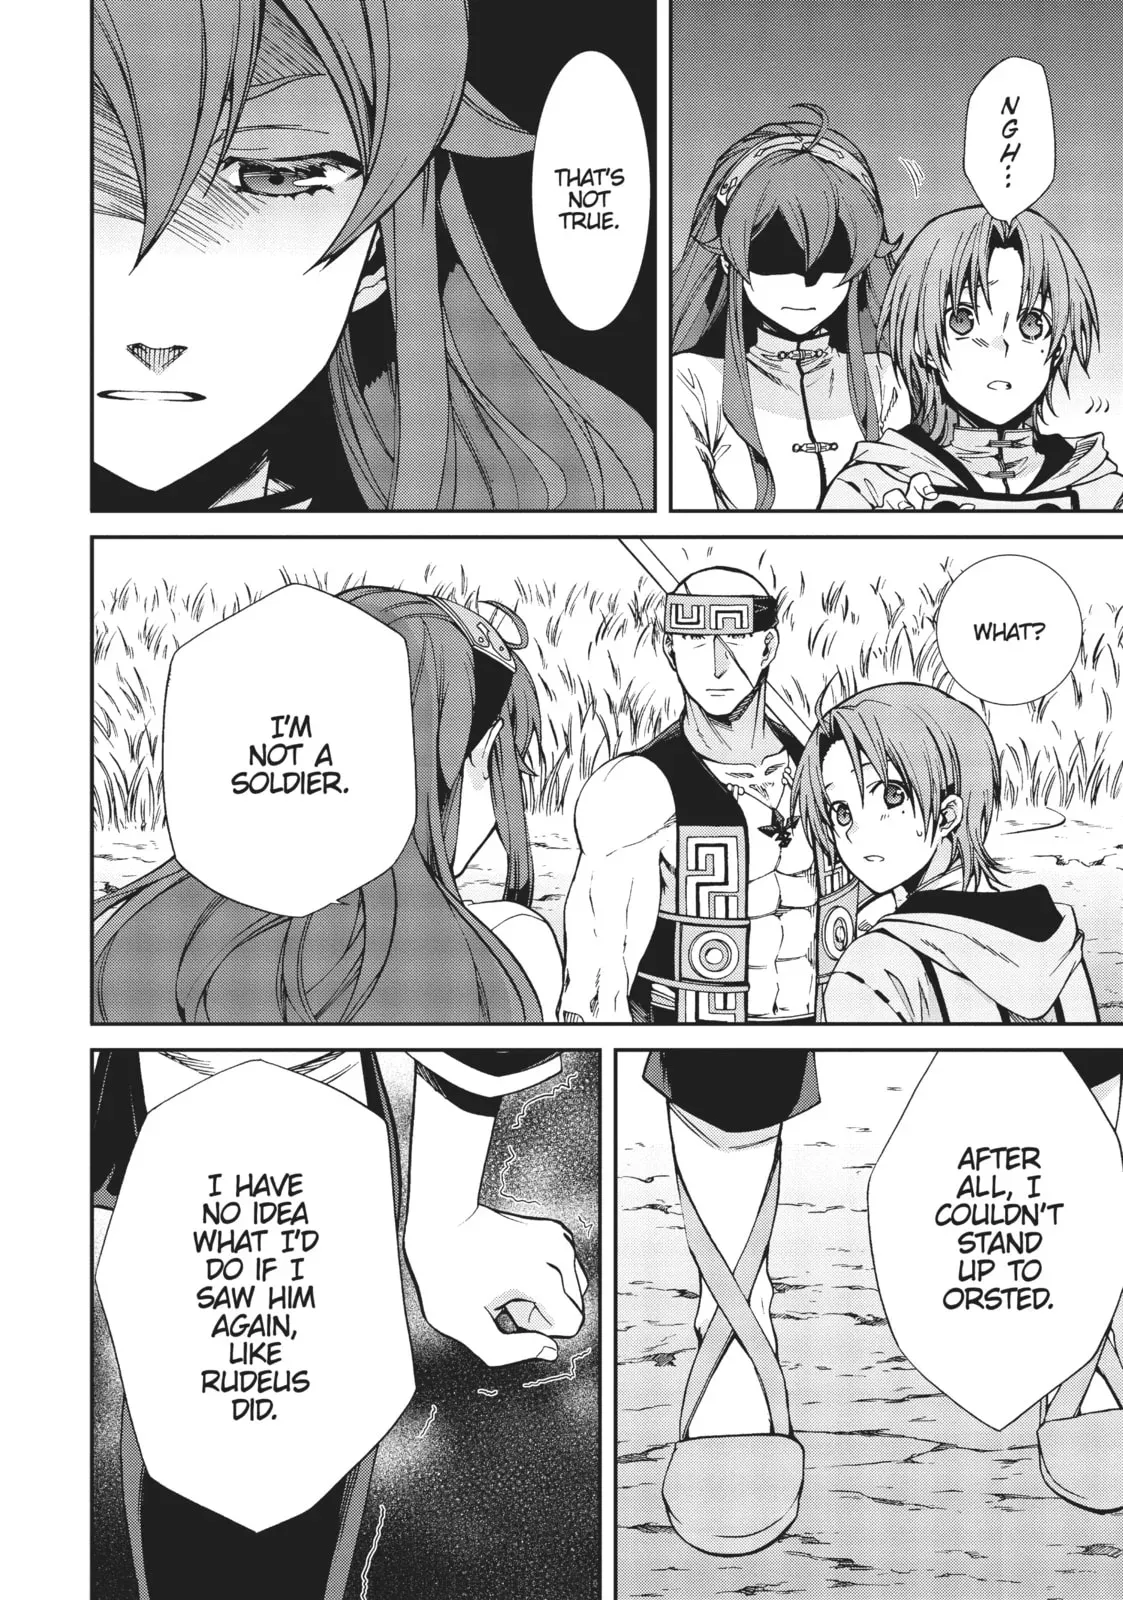 NGH...
THAT'S
NOT
TRUE.
WHAT?
I'M
NOT A
SOLDIER.
AFTER
ALL, I
COULDN'T
STAND
UP TO
ORSTED.
I HAVE
NO IDEA
WHAT I'D
DO IF I
SAW HIM
AGAIN,
LIKE
RUDEUS
DID.